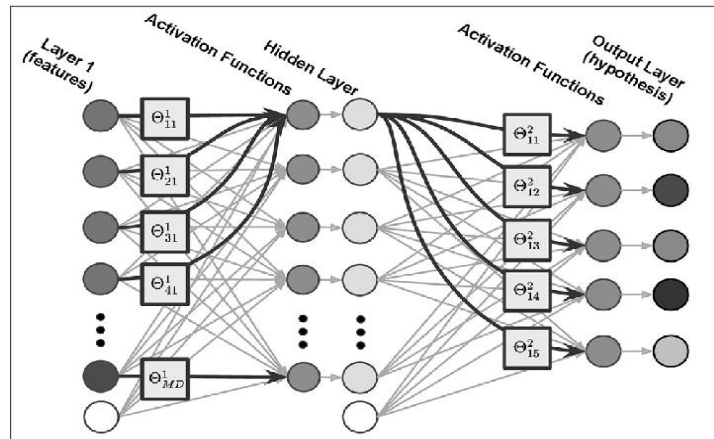 Layer 1
(features)
Activation Functions
Hidden Layer
Activation Functions
Output Layer
(hypothesis)
Θ¹₁₁
Θ¹₂₁
Θ¹₃₁
Θ¹₄₁
Θ¹_MD
Θ²₁₁
Θ²₁₂
Θ²₁₃
Θ²₁₄
Θ²₁₅